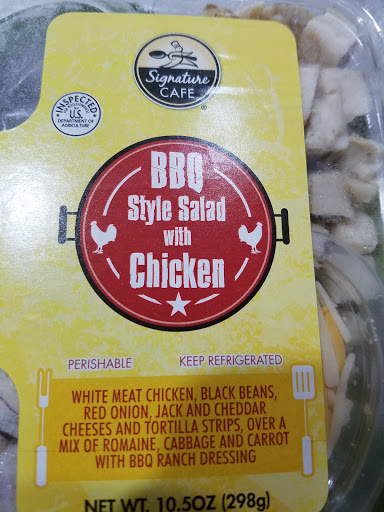 Signature
CAFE
®
INSPECTED
U.S.
DEPARTMENT OF
AGRICULTURE
BBQ
Style Salad
with
Chicken
PERISHABLE KEEP REFRIGERATED
WHITE MEAT CHICKEN, BLACK BEANS,
RED ONION, JACK AND CHEDDAR
CHEESES AND TORTILLA STRIPS, OVER A
MIX OF ROMAINE, CABBAGE AND CARROT
WITH BBQ RANCH DRESSING
NET WT. 10.5OZ (298g)